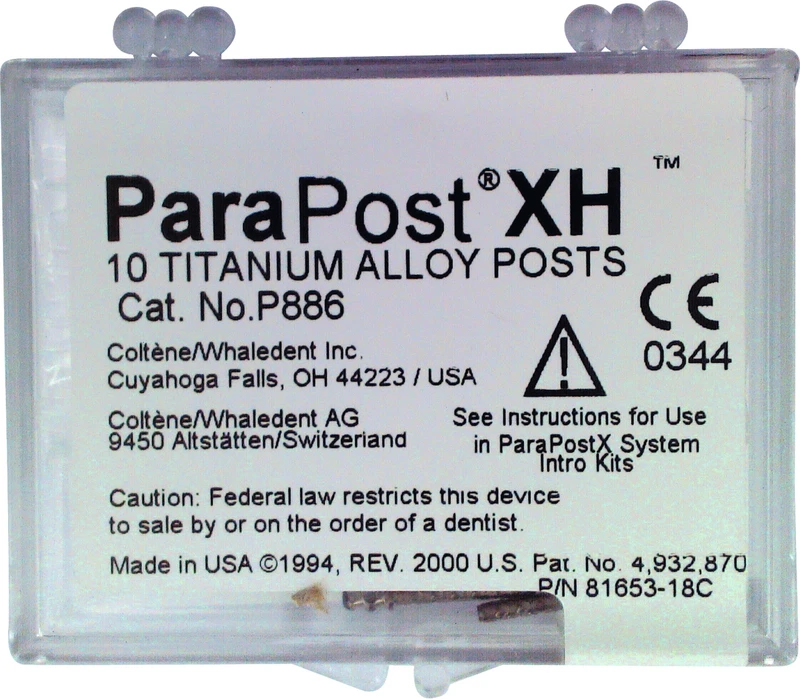 ParaPost® XH ™
10 TITANIUM ALLOY POSTS
Cat. No.P886
CE
0344
Coltène/Whaledent Inc.
Cuyahoga Falls, OH 44223 / USA
Coltène/Whaledent AG
9450 Altstätten/Switzerland
See Instructions for Use
in ParaPostX System
Intro Kits
Caution: Federal law restricts this device
to sale by or on the order of a dentist.
Made in USA ©1994, REV. 2000 U.S. Pat. No. 4,932,870
P/N 81653-18C